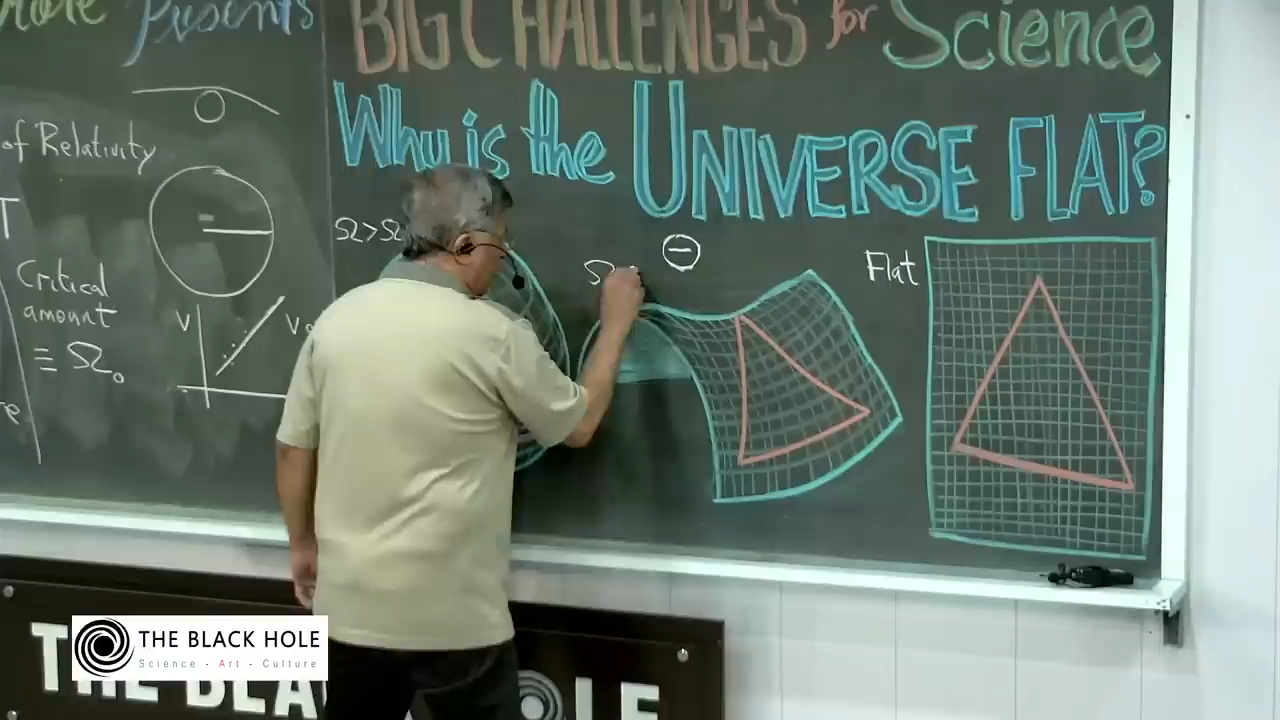 Presents
BIG CHALLENGES for Science
Why is the UNIVERSE FLAT?
of Relativity
Critical
amount
≡ Ω₀
V
V
Ω>Ω
Ω
⊖
Flat
THE BLACK HOLE
Science - Art - Culture